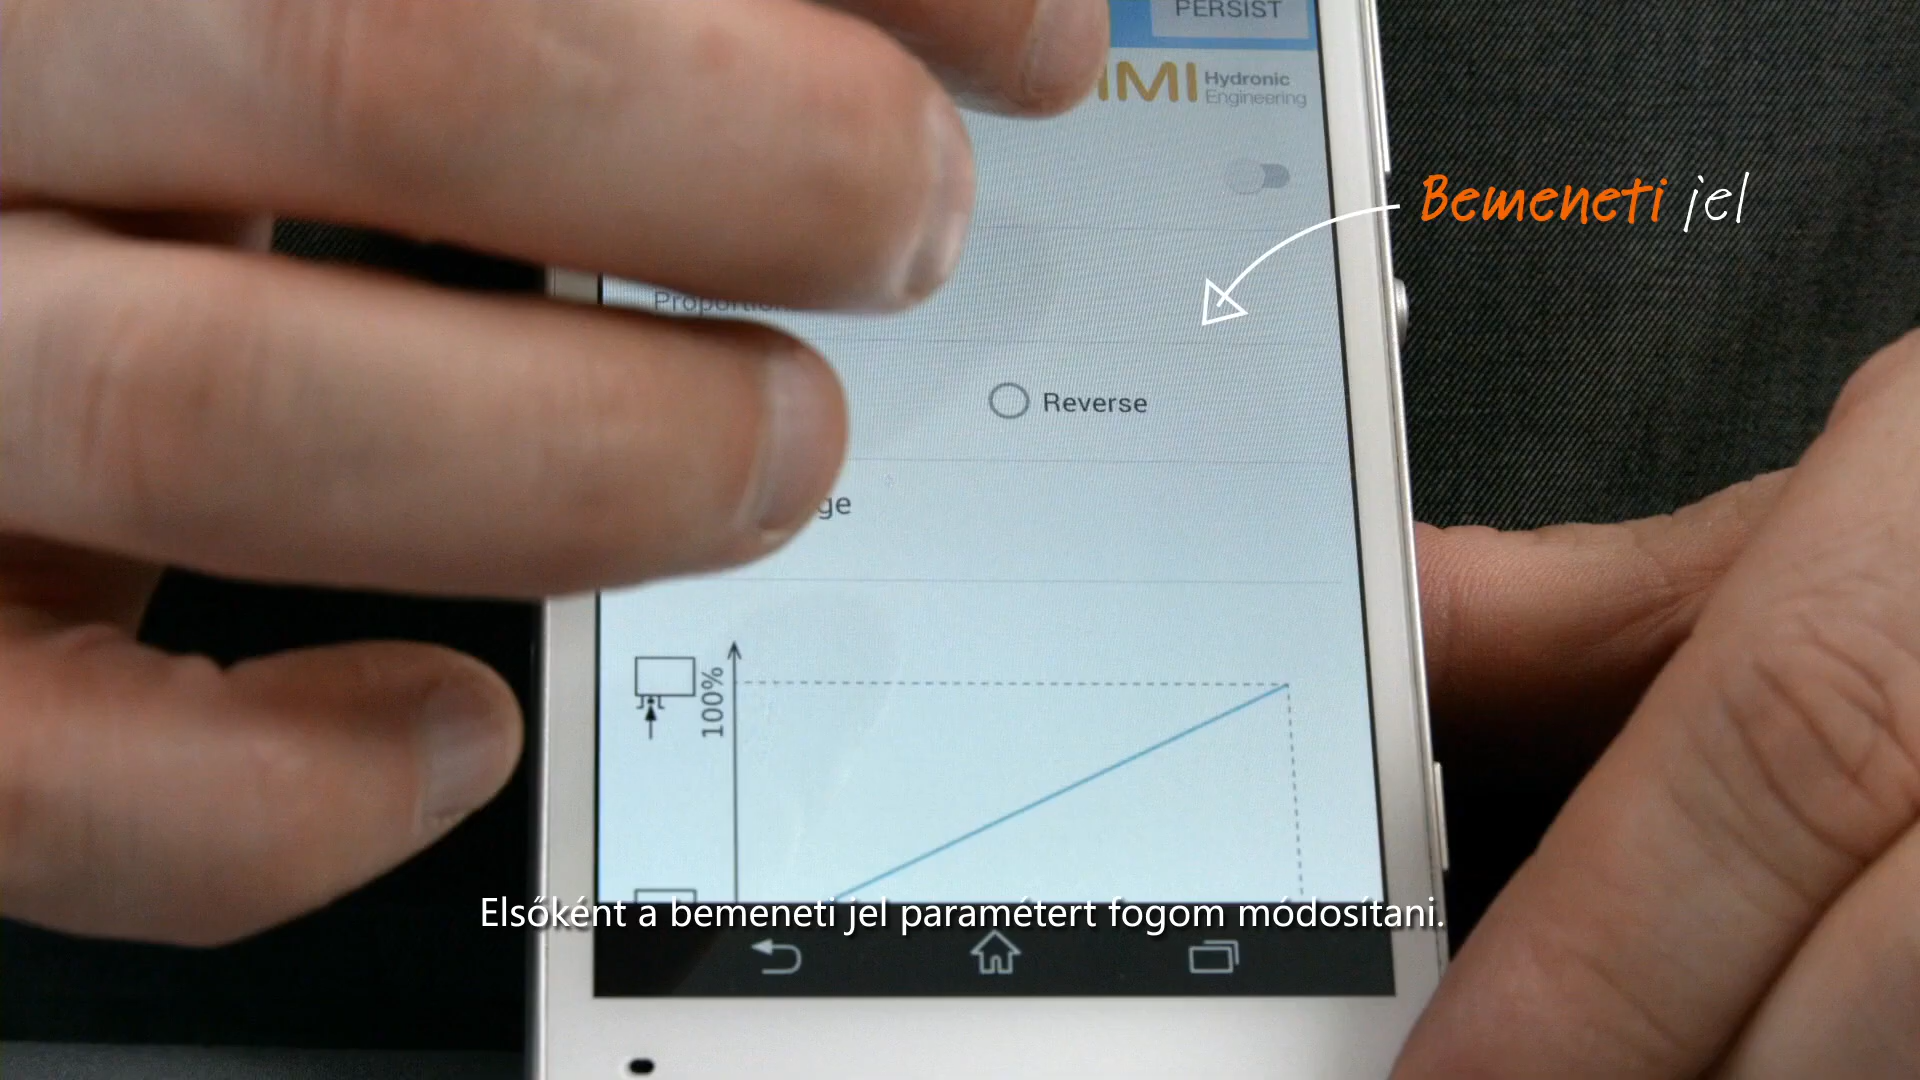 PERSIST
IMI Hydronic
Engineering
Bemeneti jel
Reverse
100%
Elsőként a bemeneti jel paramétert fogom módosítani.